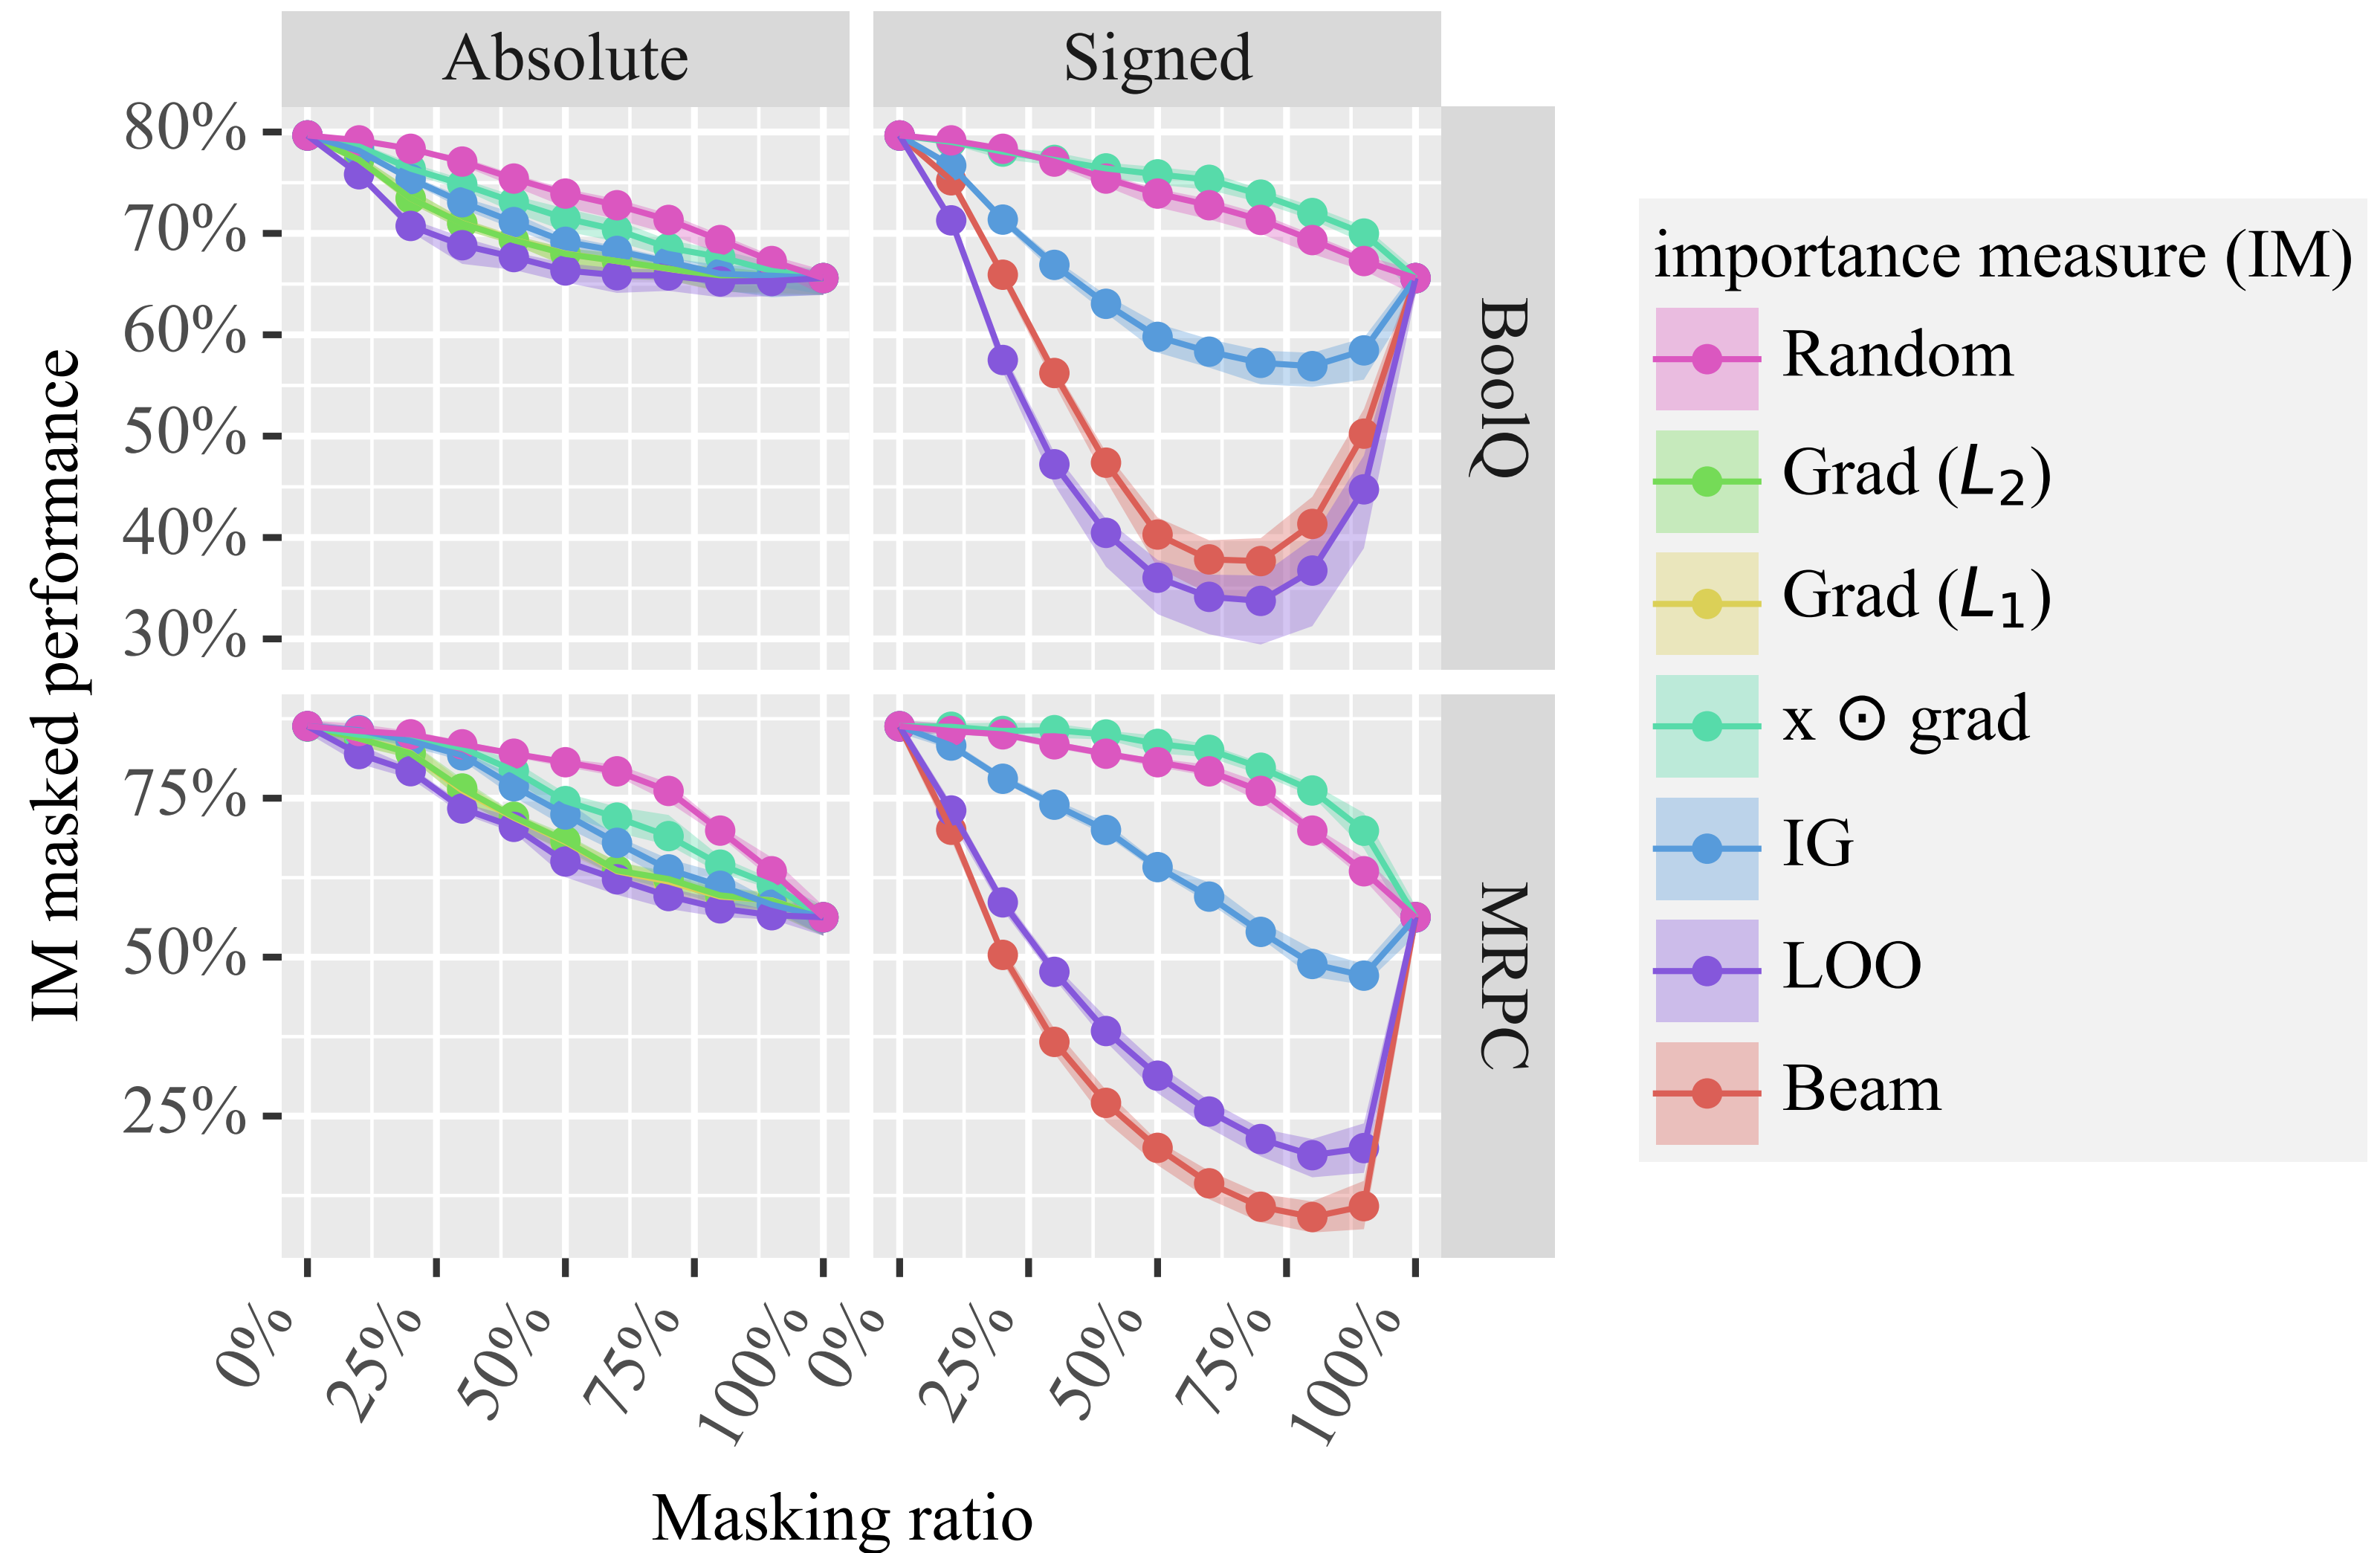 Absolute
Signed
80%
70%
60%
50%
40%
30%
BoolQ
75%
50%
25%
MRPC
IM masked performance
0%
25%
50%
75%
100%
0%
25%
50%
75%
100%
Masking ratio
importance measure (IM)
Random
Grad (L₂)
Grad (L₁)
x ⊙ grad
IG
LOO
Beam